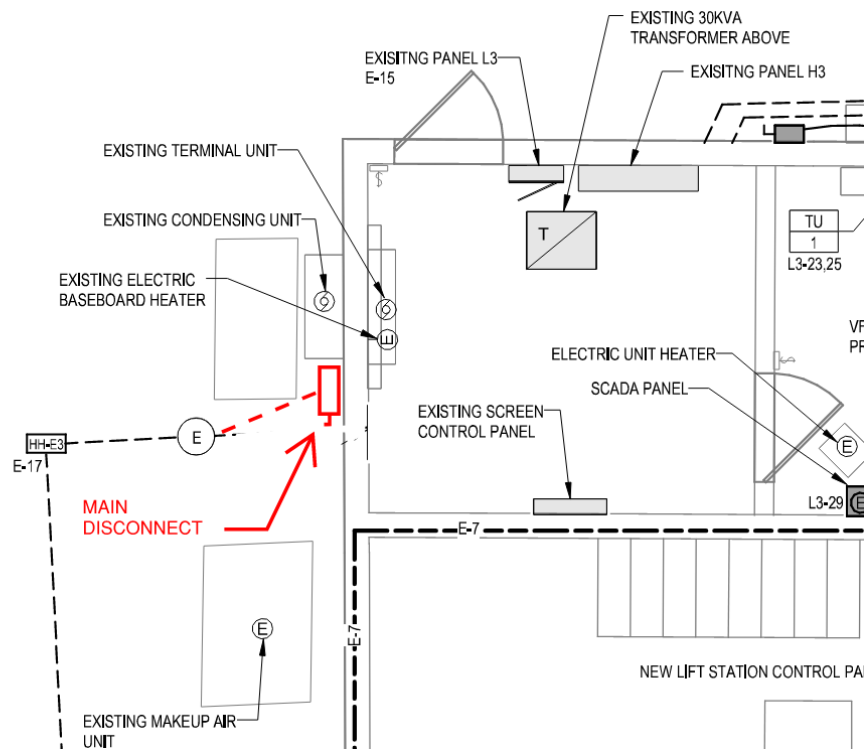 EXISTING 30KVA
TRANSFORMER ABOVE
EXISITNG PANEL L3
E-15
EXISITNG PANEL H3
EXISTING TERMINAL UNIT
EXISTING CONDENSING UNIT
T
TU
1
L3-23,25
EXISTING ELECTRIC
BASEBOARD HEATER
E
ELECTRIC UNIT HEATER
SCADA PANEL
EXISTING SCREEN
CONTROL PANEL
E
E
HH-E3
E-17
MAIN
DISCONNECT
L3-29
E
E-7
E-7
E
NEW LIFT STATION CONTROL
EXISTING MAKEUP AIR
UNIT